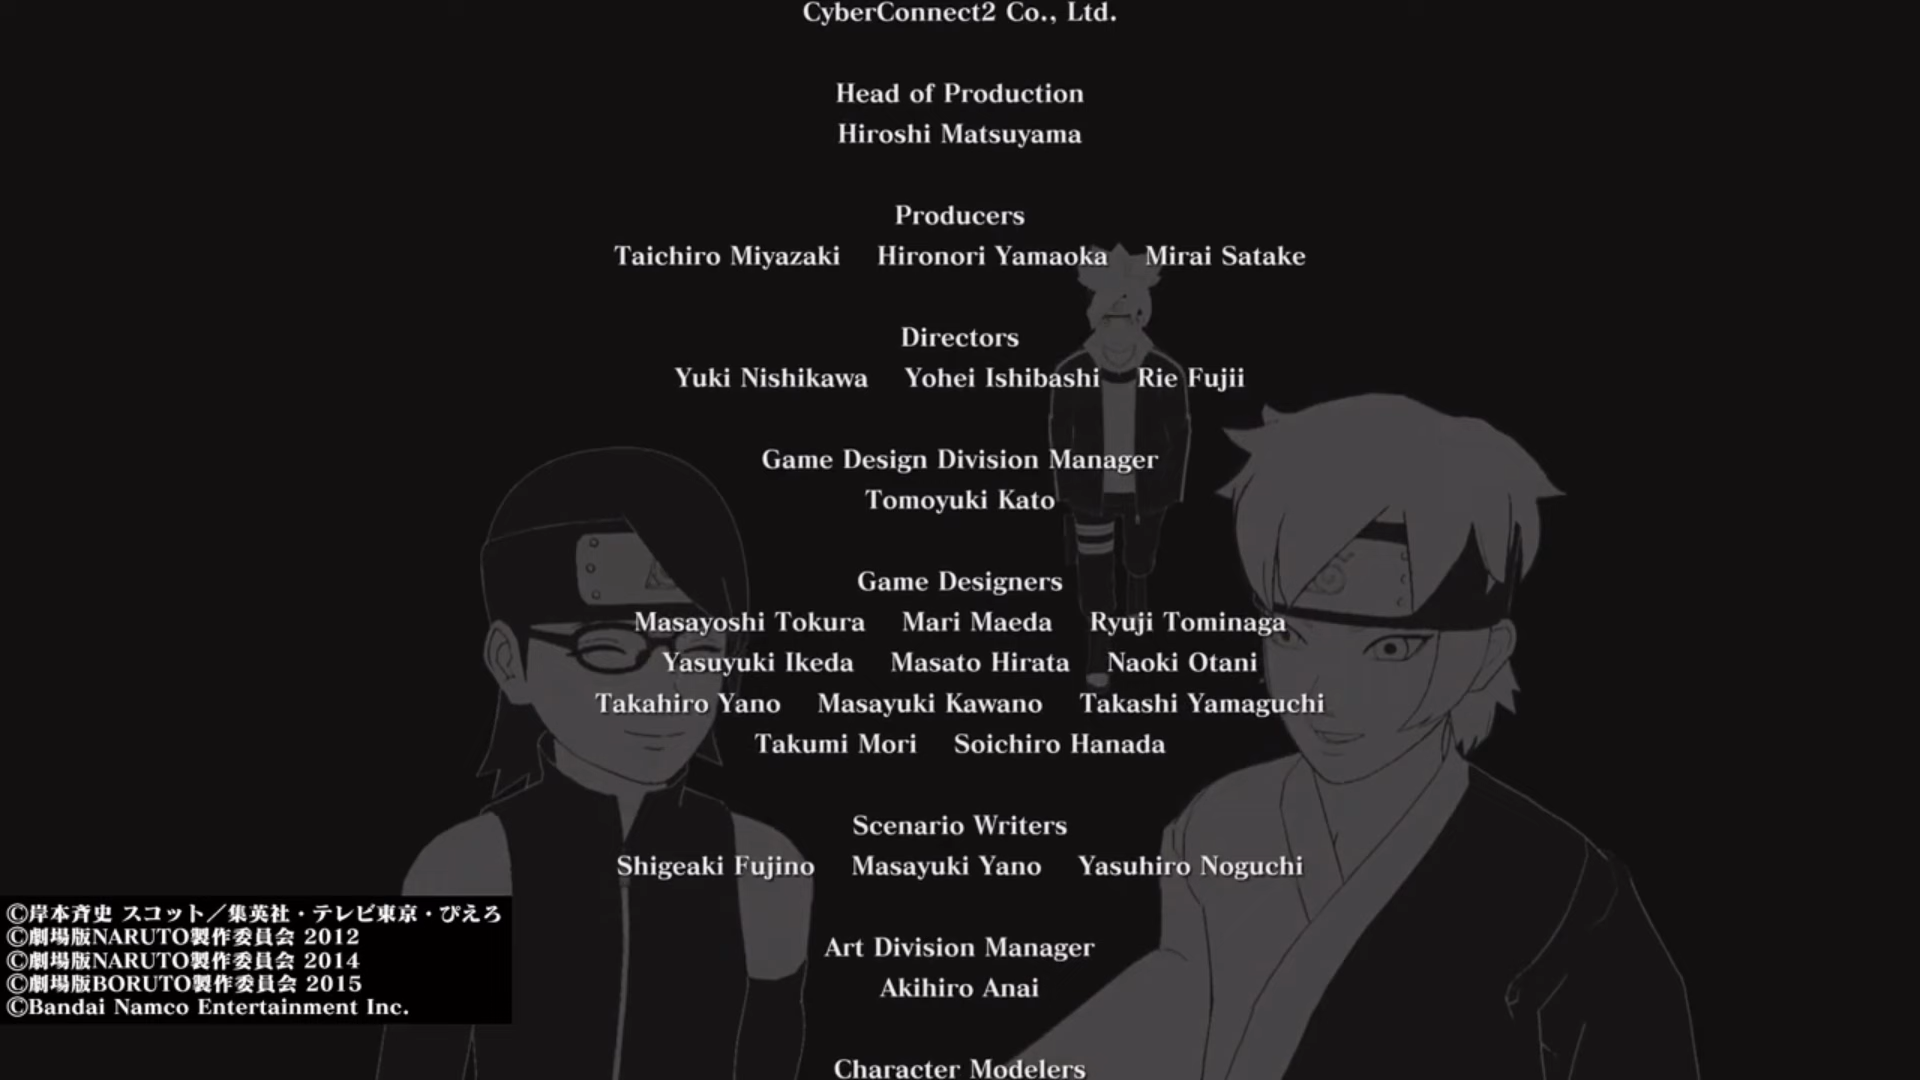 CyberConnect2 Co., Ltd.
Head of Production
Hiroshi Matsuyama
Producers
Taichiro Miyazaki Hironori Yamaoka Mirai Satake
Directors
Yuki Nishikawa Yohei Ishibashi Rie Fujii
Game Design Division Manager
Tomoyuki Kato
Game Designers
Masayoshi Tokura Mari Maeda Ryuji Tominaga
Yasuyuki Ikeda Masato Hirata Naoki Otani
Takahiro Yano Masayuki Kawano Takashi Yamaguchi
Takumi Mori Soichiro Hanada
Scenario Writers
Shigeaki Fujino Masayuki Yano Yasuhiro Noguchi
Art Division Manager
Akihiro Anai
Character Modelers
©岸本斉史 スコット／集英社・テレビ東京・ぴえろ
©劇場版NARUTO製作委員会 2012
©劇場版NARUTO製作委員会 2014
©劇場版BORUTO製作委員会 2015
©Bandai Namco Entertainment Inc.